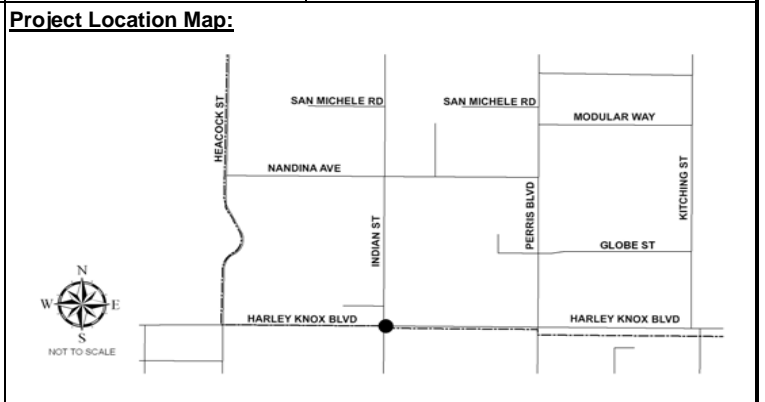 Project Location Map:
SAN MICHELE RD
SAN MICHELE RD
HEACOCK ST
MODULAR WAY
NANDINA AVE
KITCHING ST
PERRIS BLVD
INDIAN ST
GLOBE ST
N
W E
S
NOT TO SCALE
HARLEY KNOX BLVD
HARLEY KNOX BLVD